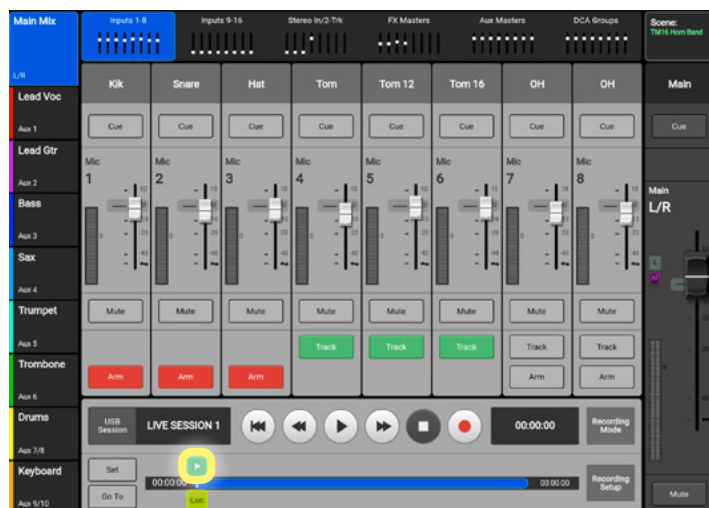 Main Mix
L/R
Inputs 1-8
Inputs 9-16
Stereo In/2-Trk
FX Masters
Aux Masters
DCA Groups
Scene:
TM16 Horn Band
Lead Voc
Aux 1
Lead Gtr
Aux 2
Bass
Aux 3
Sax
Aux 4
Trumpet
Aux 5
Trombone
Aux 6
Drums
Aux 7/8
Keyboard
Aux 9/10
Kik
Snare
Hat
Tom
Tom 12
Tom 16
OH
OH
Main
Cue
Cue
Cue
Cue
Cue
Cue
Cue
Cue
Cue
Mic
1
Mic
2
Mic
3
Mic
4
Mic
5
Mic
6
Mic
7
Mic
8
Main
L/R
L
Mute
Mute
Mute
Mute
Mute
Mute
Mute
Mute
Track
Track
Track
Track
Track
Arm
Arm
Arm
Arm
Arm
USB
Session
LIVE SESSION 1
00:00:00
Recording
Mode
Set
Go To
00:00:00
Loc
00:00:00
Recording
Setup
Mute